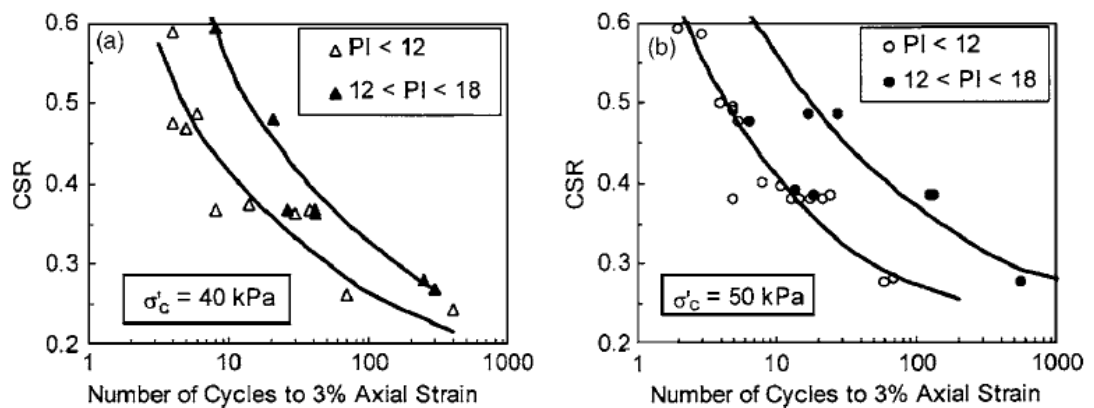 (a)
PI < 12
12 < PI < 18
0.6
0.5
0.4
0.3
0.2
CSR
σ'c = 40 kPa
1
10
100
1000
Number of Cycles to 3% Axial Strain
(b)
PI < 12
12 < PI < 18
0.6
0.5
0.4
0.3
0.2
CSR
σ'c = 50 kPa
1
10
100
1000
Number of Cycles to 3% Axial Strain